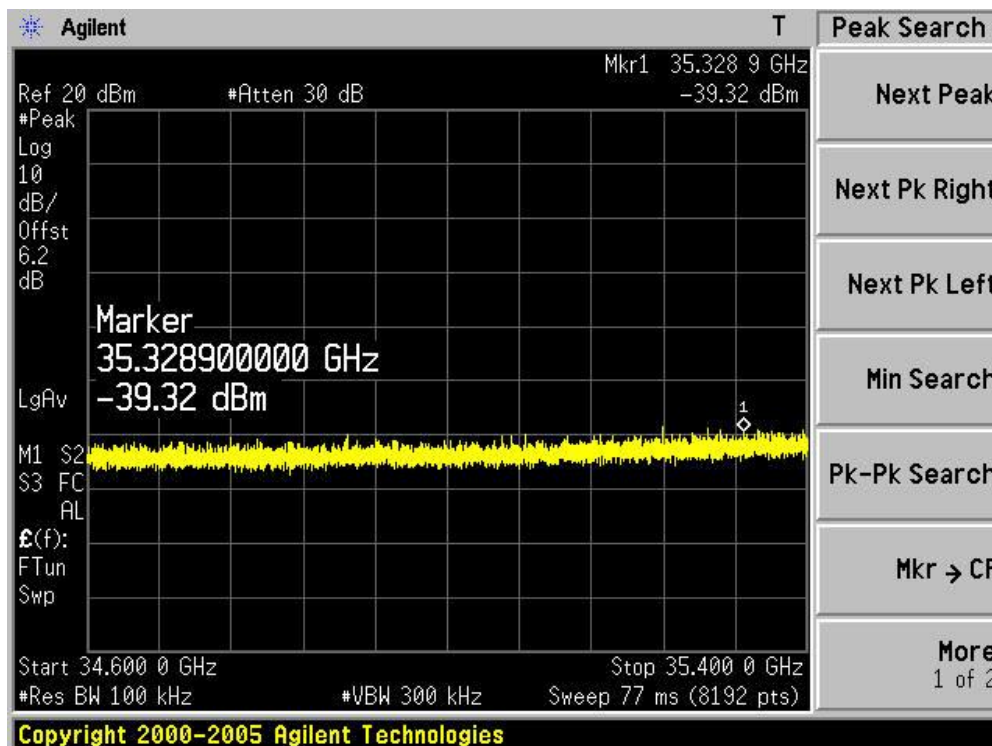 Agilent T Peak Search
Mkr1 35.328 9 GHz
Ref 20 dBm #Atten 30 dB -39.32 dBm
#Peak
Log
10
dB/
Offst
6.2
dB
Marker
35.328900000 GHz
-39.32 dBm
LgAv
1
M1 S2
S3 FC
AL
£(f):
FTun
Swp
Start 34.600 0 GHz Stop 35.400 0 GHz
#Res BW 100 kHz #VBW 300 kHz Sweep 77 ms (8192 pts)
Copyright 2000-2005 Agilent Technologies
Next Peak
Next Pk Right
Next Pk Left
Min Search
Pk-Pk Search
Mkr → CF
More
1 of 2